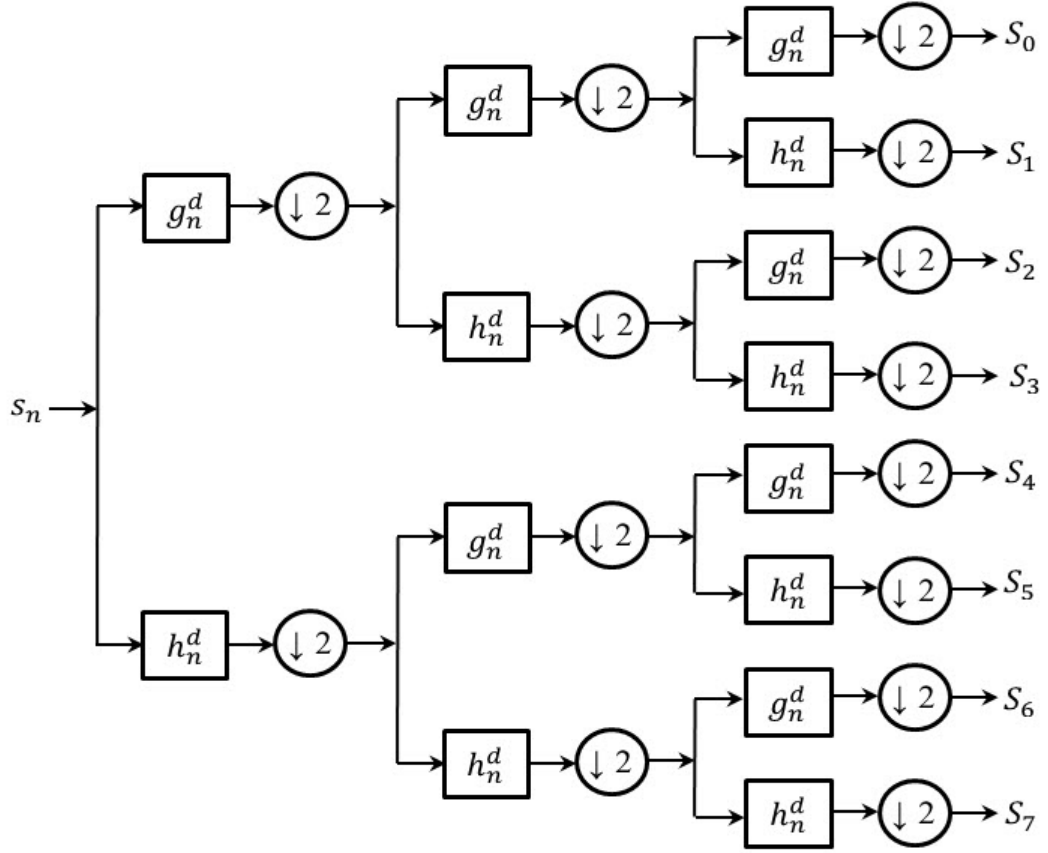 g_n^d ↓ 2 S_0
g_n^d ↓ 2
h_n^d ↓ 2 S_1
g_n^d ↓ 2
g_n^d ↓ 2 S_2
h_n^d ↓ 2
h_n^d ↓ 2 S_3
s_n
g_n^d ↓ 2 S_4
g_n^d ↓ 2
h_n^d ↓ 2 S_5
h_n^d ↓ 2
g_n^d ↓ 2 S_6
h_n^d ↓ 2
h_n^d ↓ 2 S_7